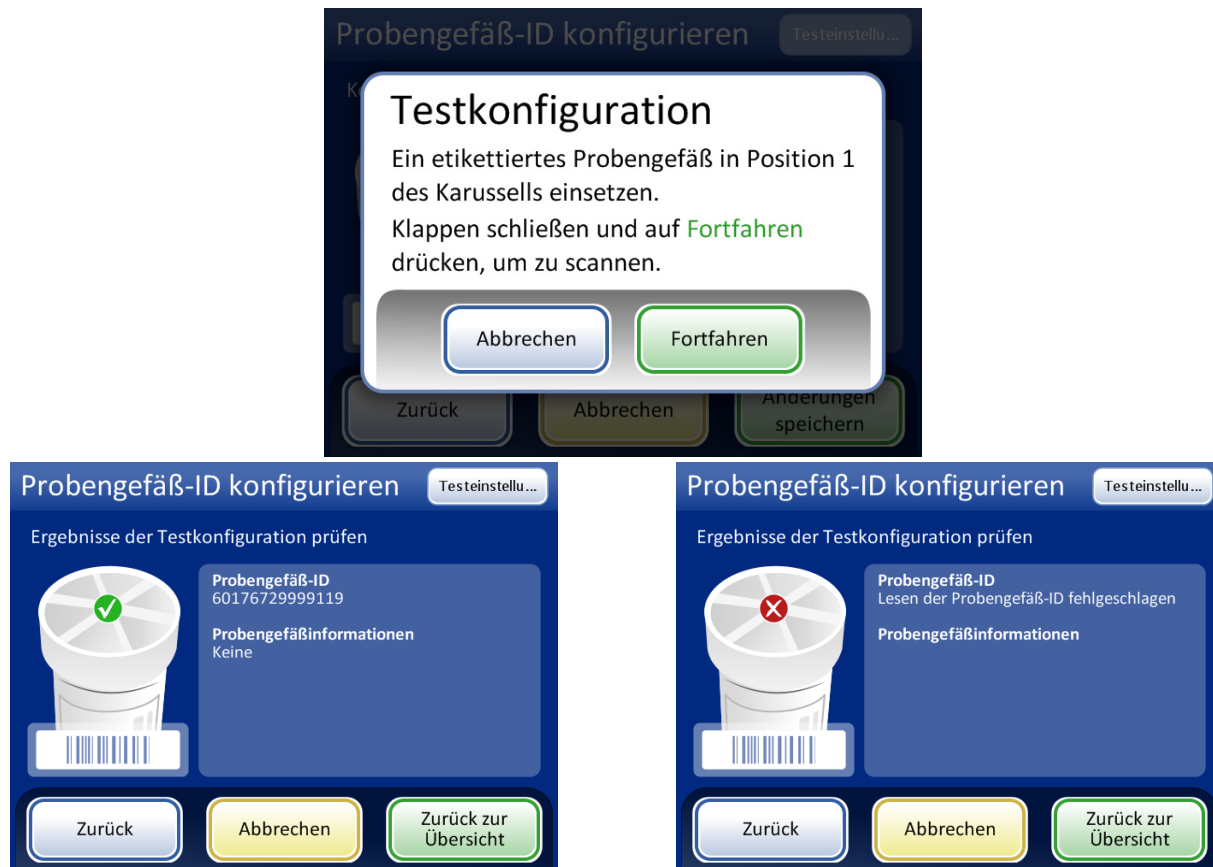 Probengefäß-ID konfigurieren
Testeinstellu...
Testkonfiguration
Ein etikettiertes Probengefäß in Position 1
des Karussells einsetzen.
Klappen schließen und auf Fortfahren
drücken, um zu scannen.
Abbrechen
Fortfahren
Zurück
Abbrechen
Änderungen
speichern
Probengefäß-ID konfigurieren
Testeinstellu...
Ergebnisse der Testkonfiguration prüfen
Probengefäß-ID
60176729999119
Probengefäßinformationen
Keine
Zurück
Abbrechen
Zurück zur
Übersicht
Probengefäß-ID konfigurieren
Testeinstellu...
Ergebnisse der Testkonfiguration prüfen
Probengefäß-ID
Lesen der Probengefäß-ID fehlgeschlagen
Probengefäßinformationen
Zurück
Abbrechen
Zurück zur
Übersicht